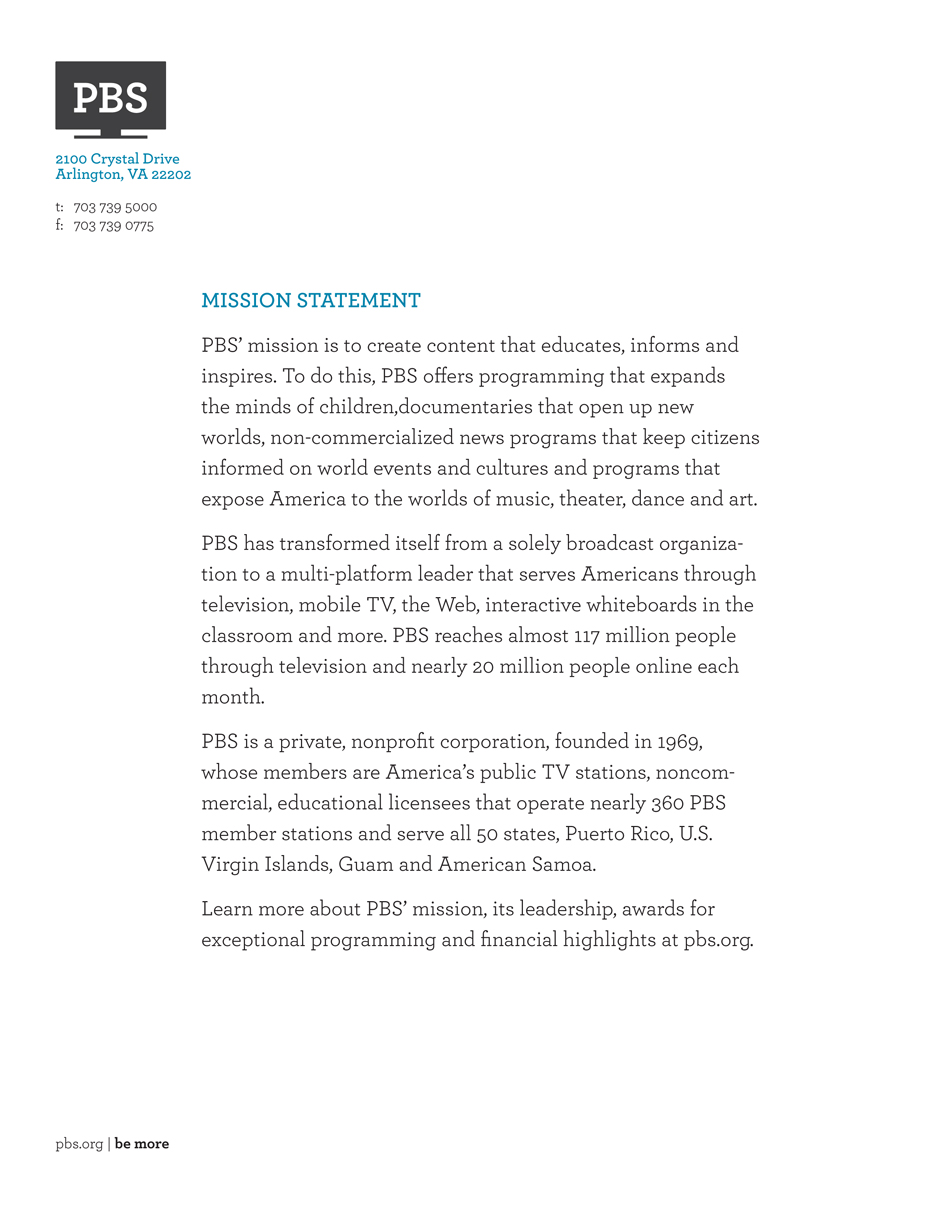 PBS
2100 Crystal Drive
Arlington, VA 22202
t: 703 739 5000
f: 703 739 0775
MISSION STATEMENT
PBS’ mission is to create content that educates, informs and
inspires. To do this, PBS offers programming that expands
the minds of children,documentaries that open up new
worlds, non-commercialized news programs that keep citizens
informed on world events and cultures and programs that
expose America to the worlds of music, theater, dance and art.
PBS has transformed itself from a solely broadcast organiza-
tion to a multi-platform leader that serves Americans through
television, mobile TV, the Web, interactive whiteboards in the
classroom and more. PBS reaches almost 117 million people
through television and nearly 20 million people online each
month.
PBS is a private, nonprofit corporation, founded in 1969,
whose members are America’s public TV stations, noncom-
mercial, educational licensees that operate nearly 360 PBS
member stations and serve all 50 states, Puerto Rico, U.S.
Virgin Islands, Guam and American Samoa.
Learn more about PBS’ mission, its leadership, awards for
exceptional programming and financial highlights at pbs.org.
pbs.org | be more